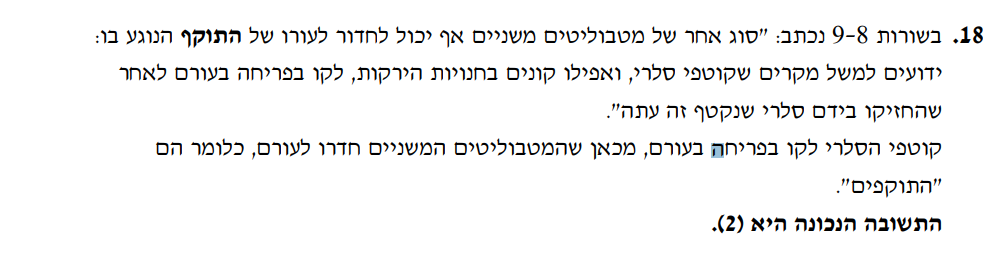 18. בשורות 8-9 נכתב: "סוג אחר של מטבוליטים משניים אף יכול לחדור לעורו של התוקף הנוגע בו:
ידועים למשל מקרים שקוטפי סלרי, ואפילו קונים בחנויות הירקות, לקו בפריחה בעורם לאחר
שהחזיקו בידם סלרי שנקטף זה עתה".
קוטפי הסלרי לקו בפריחה בעורם, מכאן שהמטבוליטים המשניים חדרו לעורם, כלומר הם
"התוקפים".
התשובה הנכונה היא (2).